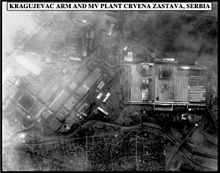 KRAGUJEVAC ARM AND MV PLANT CRVENA ZASTAVA, SERBIA